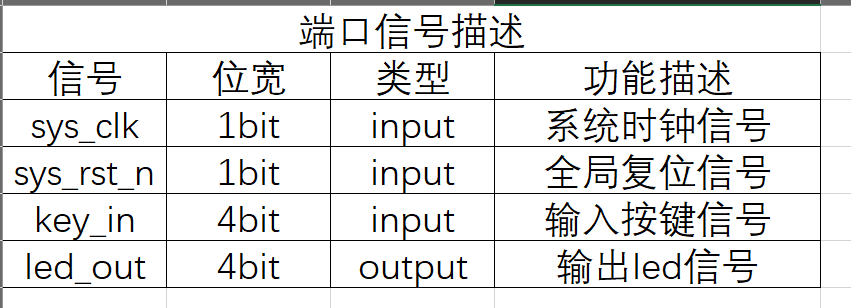 端口信号描述
信号 位宽 类型 功能描述
sys_clk 1bit input 系统时钟信号
sys_rst_n 1bit input 全局复位信号
key_in 4bit input 输入按键信号
led_out 4bit output 输出led信号